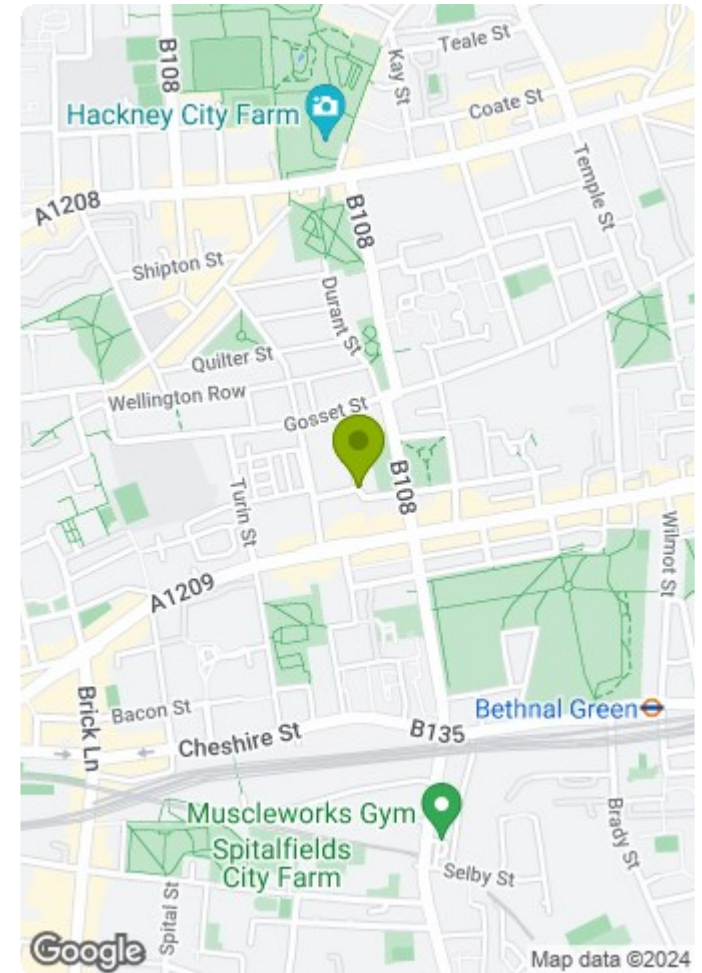 Teale St
B108
Kay St
Coate St
Hackney City Farm
Temple St
A1208
B108
Shipton St
Durant St
Quilter St
Wellington Row
Gosset St
B108
Turin St
Wilmot St
A1209
Brick Ln
Bacon St
Bethnal Green
Cheshire St
B135
Muscleworks Gym
Brady St
Spitalfields
City Farm
Selby St
Spital St
Google
Map data ©2024